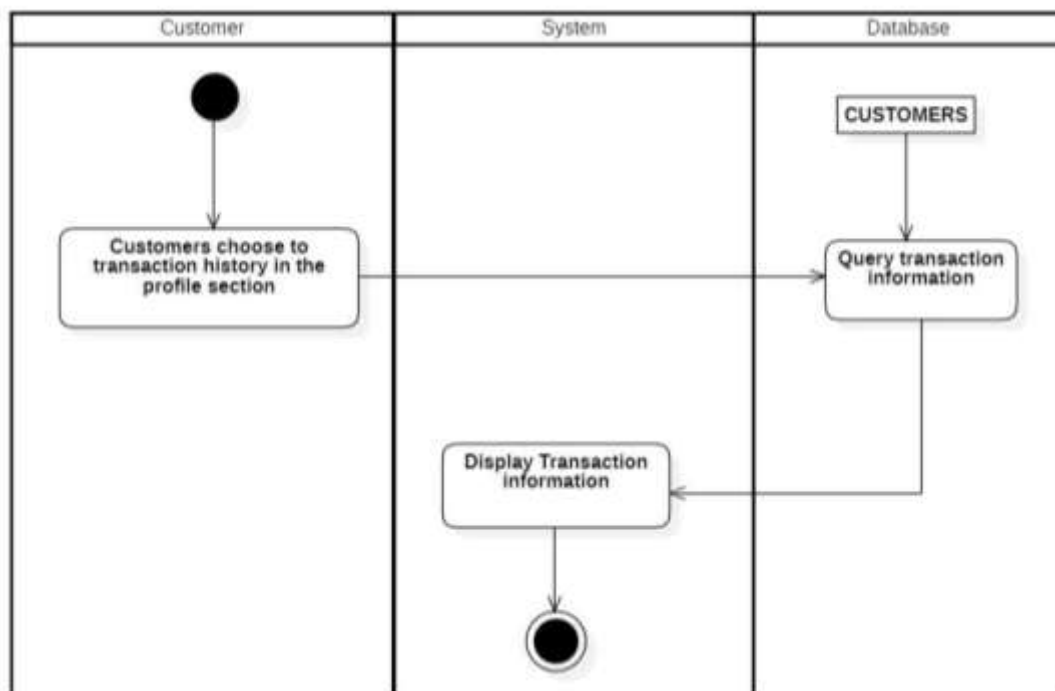 Customer
System
Database
CUSTOMERS
Customers choose to
transaction history in the
profile section
Query transaction
information
Display Transaction
information